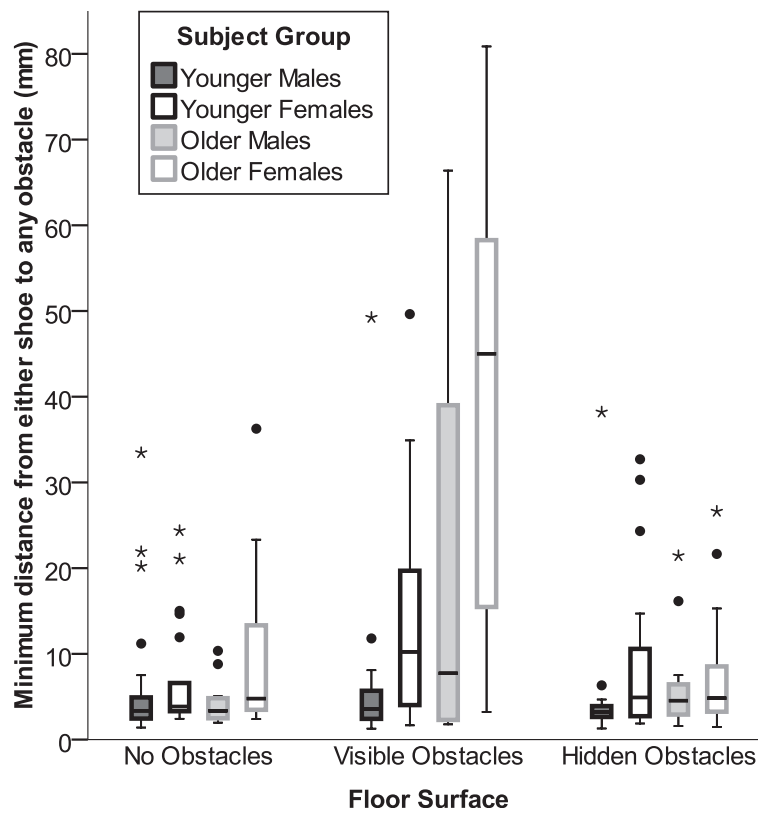 Minimum distance from either shoe to any obstacle (mm)
80
70
60
50
40
30
20
10
0
Subject Group
Younger Males
Younger Females
Older Males
Older Females
No Obstacles
Visible Obstacles
Hidden Obstacles
Floor Surface